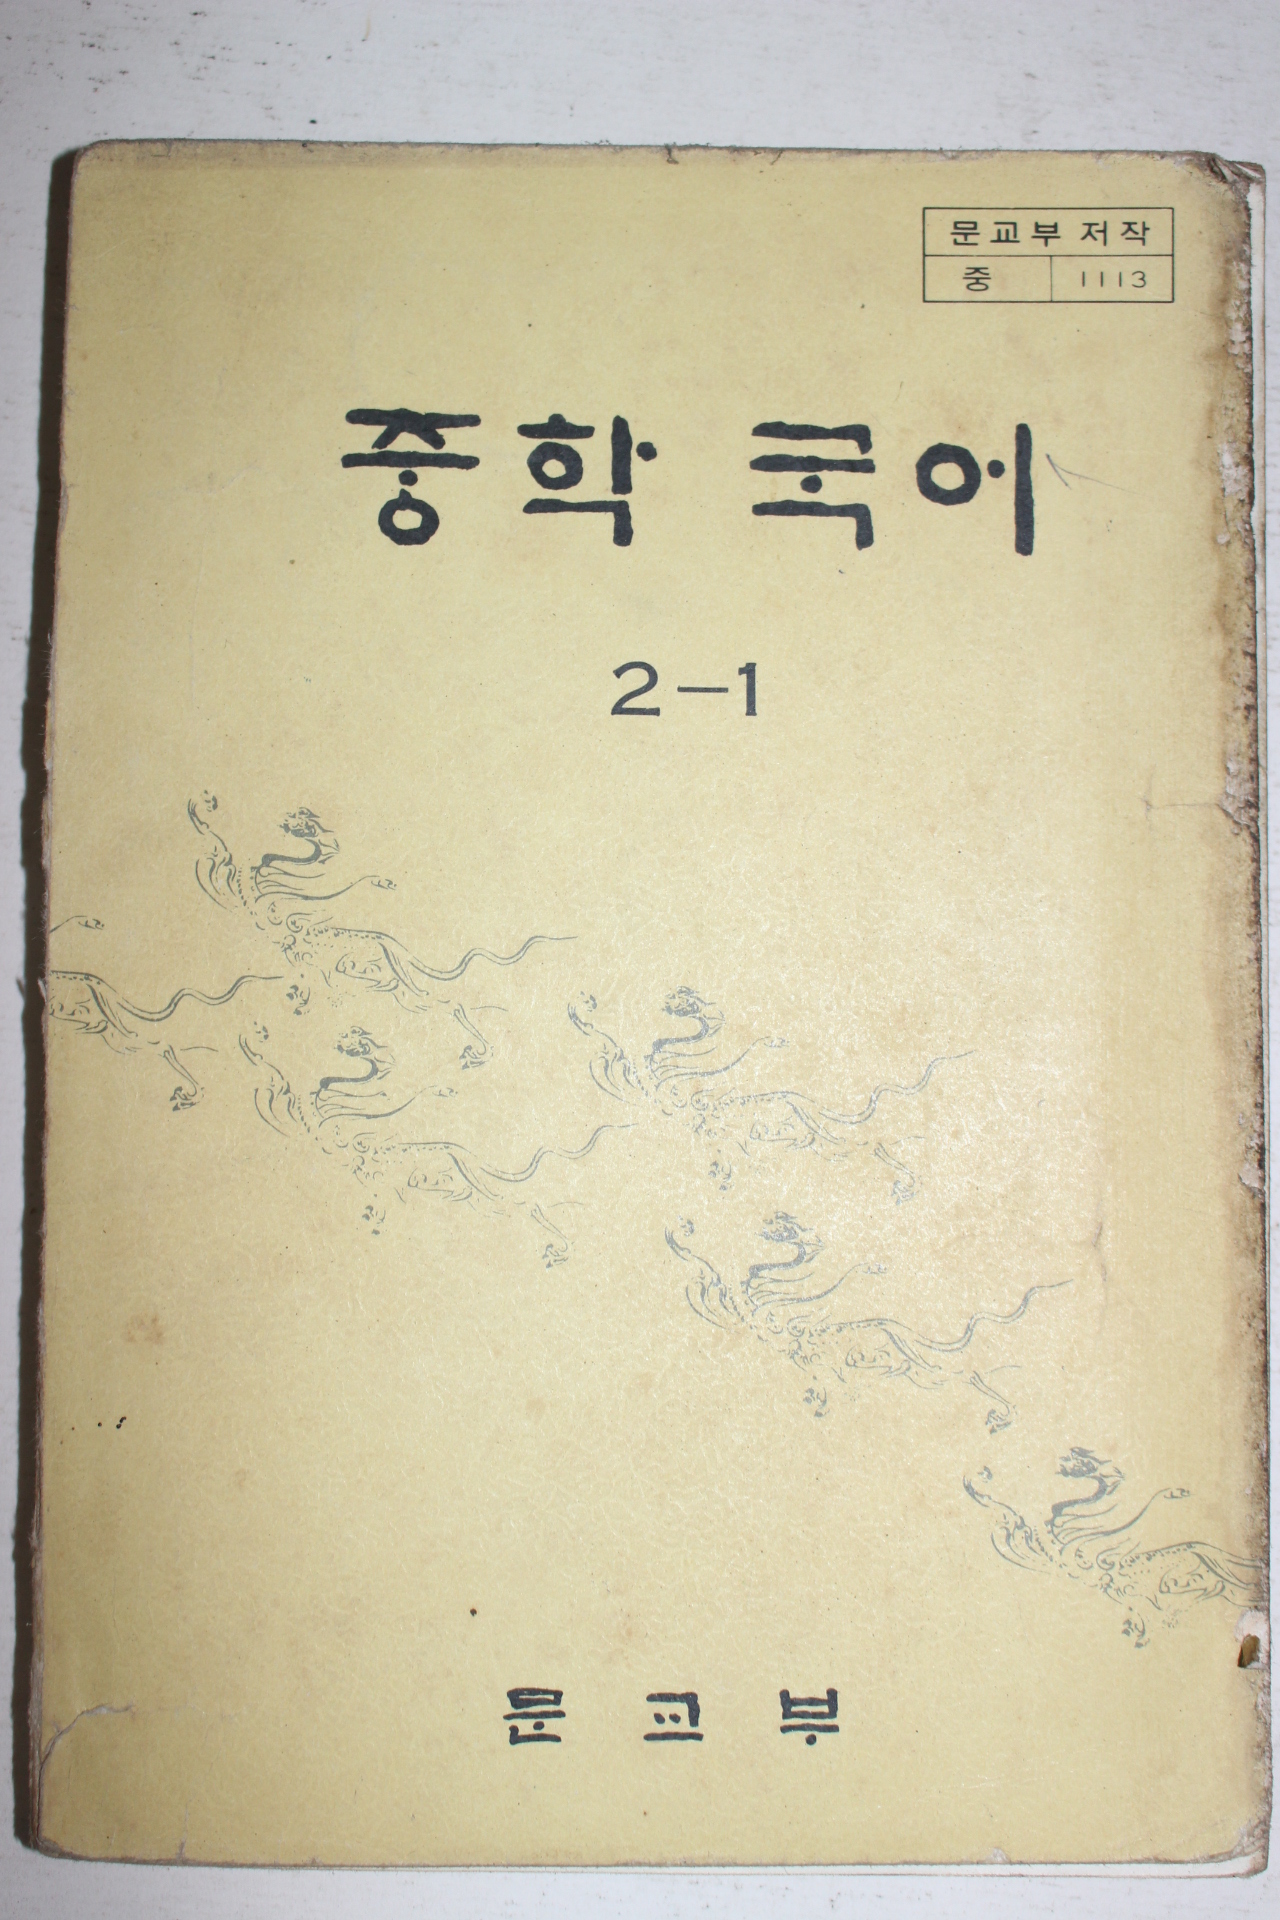 문교부 저작
중 1113
중학 국어
2-1
문교부